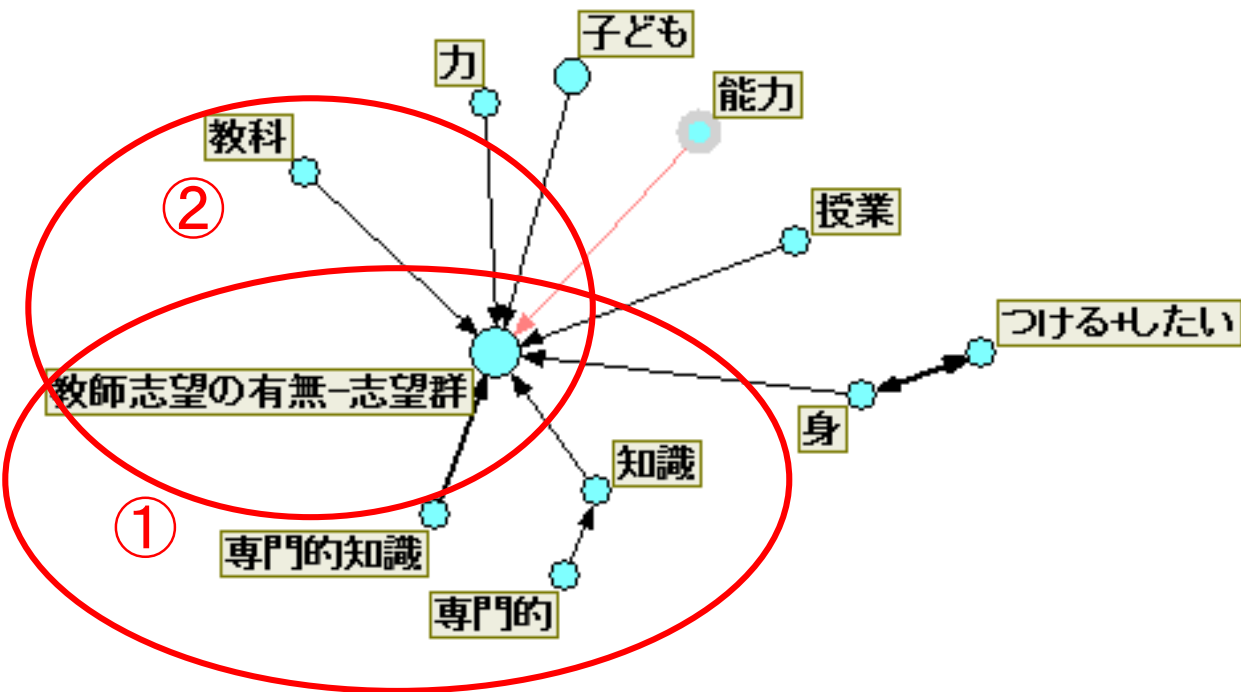 子ども
力
能力
教科
②
授業
つける+したい
教師志望の有無-志望群
身
知識
①
専門的知識
専門的